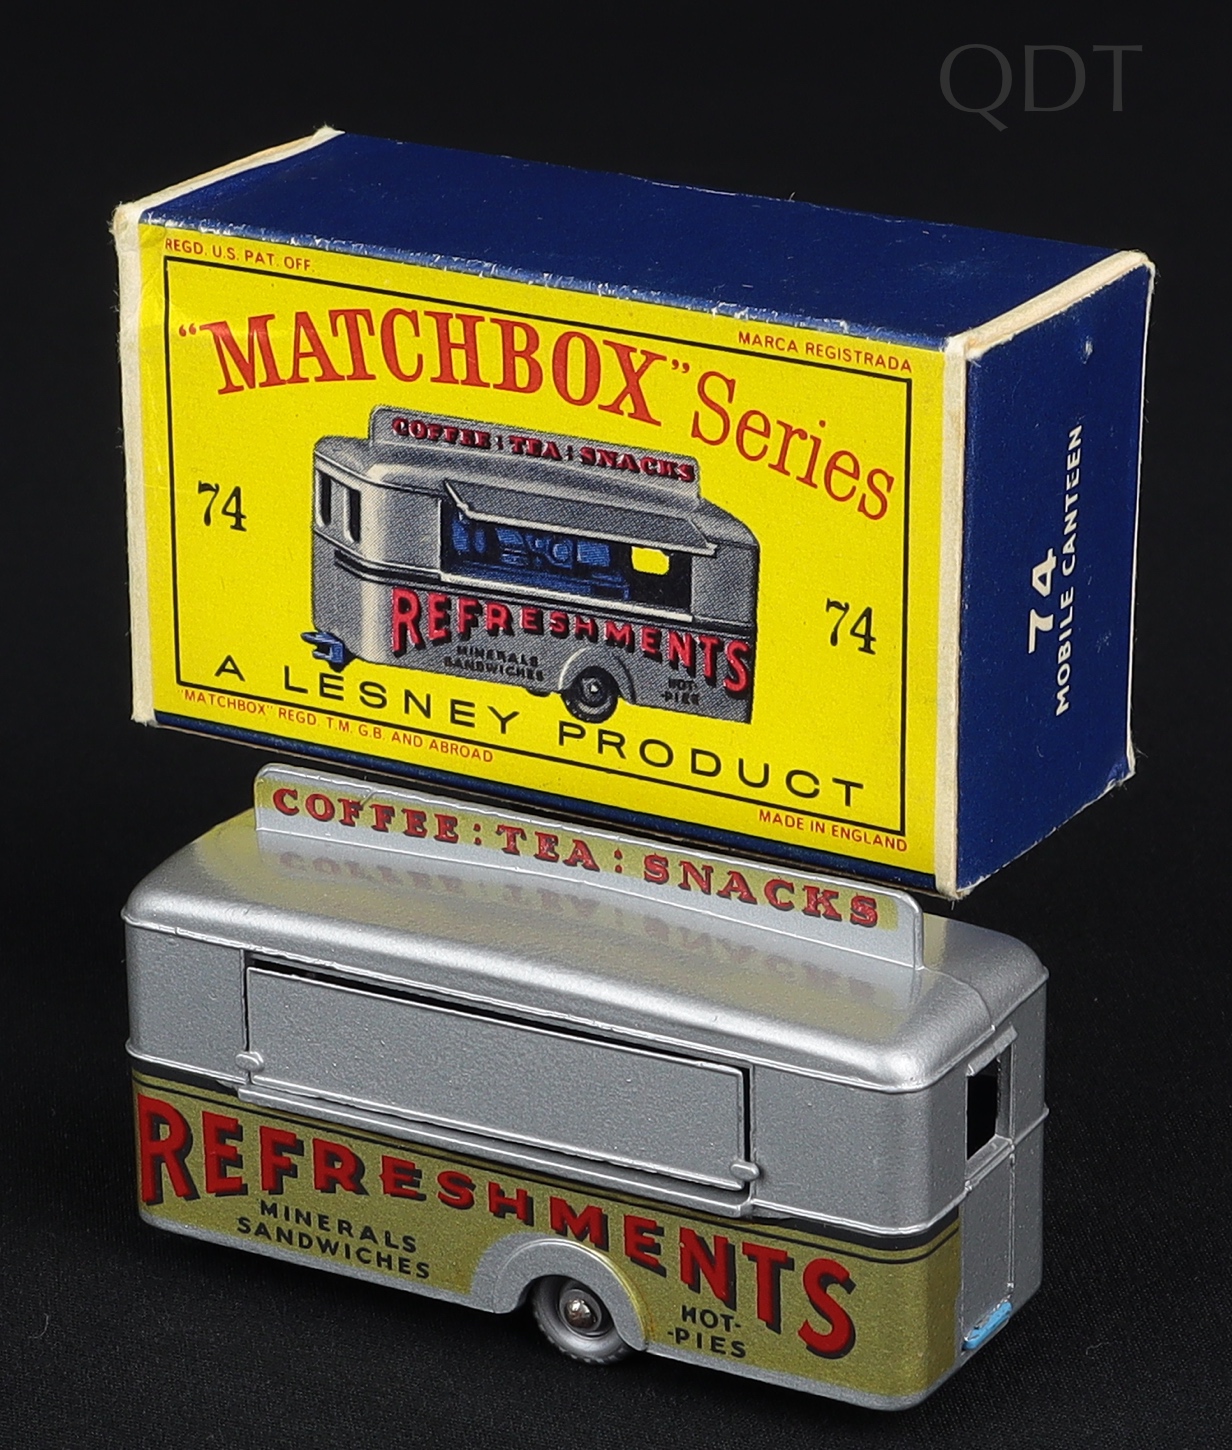 QDT
REGD. U.S. PAT. OFF.
MARCA REGISTRADA
"MATCHBOX" Series
COFFEE : TEA : SNACKS
74
REFRESHMENTS
MINERALS
SANDWICHES
HOT-
-PIES
74
A LESNEY PRODUCT
"MATCHBOX" REGD. T.M. G.B. AND ABROAD
MADE IN ENGLAND
74
MOBILE CANTEEN
COFFEE : TEA : SNACKS
REFRESHMENTS
MINERALS
SANDWICHES
HOT-
-PIES